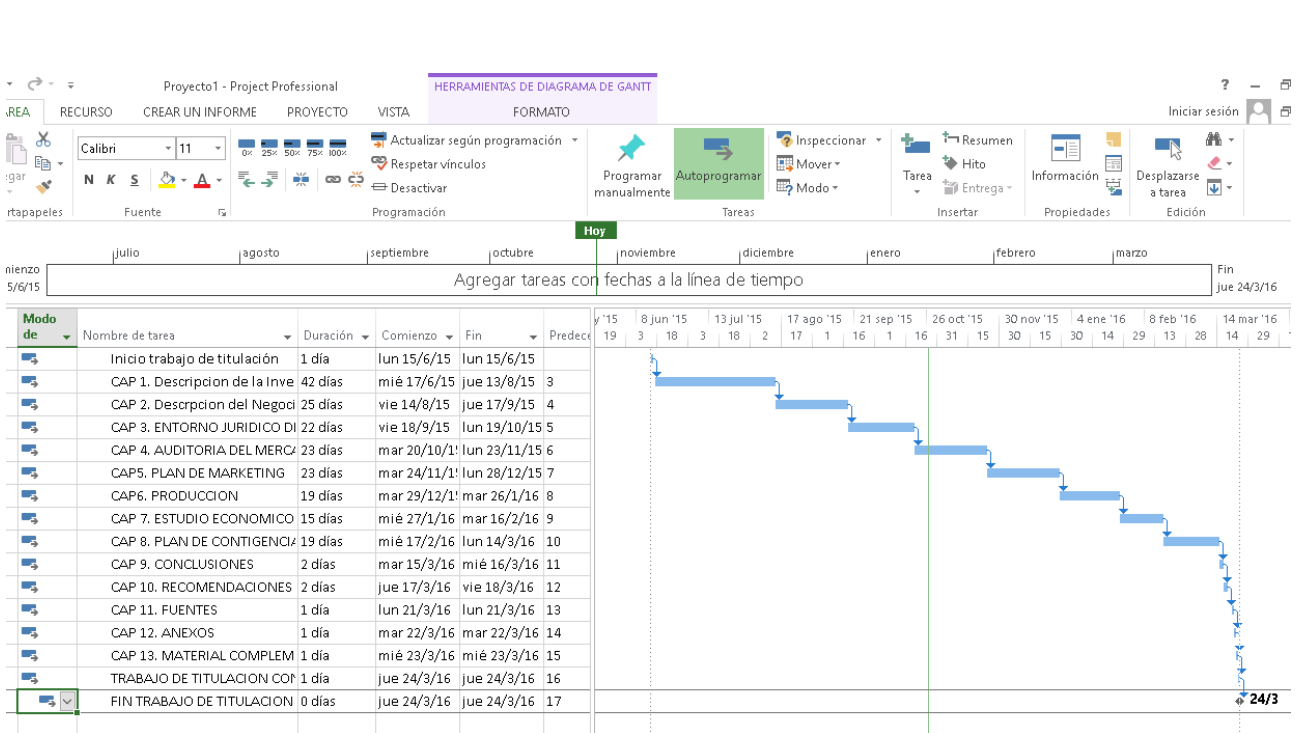 Proyecto1 - Project Professional
HERRAMIENTAS DE DIAGRAMA DE GANTT
?
AREA RECURSO CREAR UN INFORME PROYECTO VISTA FORMATO Iniciar sesión
Calibri 11 0% 25% 50% 75% 100% Actualizar según programación Inspeccionar Resumen
Respetar vínculos Mover Hito
gar Programar manualmente Autoprogramar Tarea Información Desplazarse a tarea
N K S A Desactivar Modo Entrega
rtapapeles Fuente Programación Tareas Insertar Propiedades Edición
Hoy
julio agosto septiembre octubre noviembre diciembre enero febrero marzo
mienzo Agregar tareas con fechas a la línea de tiempo Fin
5/6/15 jue 24/3/16
Modo de Nombre de tarea Duración Comienzo Fin Predece
y '15 8 jun '15 13 jul '15 17 ago '15 21 sep '15 26 oct '15 30 nov '15 4 ene '16 8 feb '16 14 mar '16
19 3 18 3 18 2 17 1 16 1 16 31 15 30 15 30 14 29 13 28 14 29
Inicio trabajo de titulación 1 día lun 15/6/15 lun 15/6/15
CAP 1. Descripcion de la Inve 42 días mié 17/6/15 jue 13/8/15 3
CAP 2. Descrpcion del Negoci 25 días vie 14/8/15 jue 17/9/15 4
CAP 3. ENTORNO JURIDICO DI 22 días vie 18/9/15 lun 19/10/15 5
CAP 4. AUDITORIA DEL MERCA 23 días mar 20/10/1 lun 23/11/15 6
CAP5. PLAN DE MARKETING 23 días mar 24/11/1 lun 28/12/15 7
CAP6. PRODUCCION 19 días mar 29/12/1 mar 26/1/16 8
CAP 7. ESTUDIO ECONOMICO 15 días mié 27/1/16 mar 16/2/16 9
CAP 8. PLAN DE CONTIGENCIA 19 días mié 17/2/16 lun 14/3/16 10
CAP 9. CONCLUSIONES 2 días mar 15/3/16 mié 16/3/16 11
CAP 10. RECOMENDACIONES 2 días jue 17/3/16 vie 18/3/16 12
CAP 11. FUENTES 1 día lun 21/3/16 lun 21/3/16 13
CAP 12. ANEXOS 1 día mar 22/3/16 mar 22/3/16 14
CAP 13. MATERIAL COMPLEM 1 día mié 23/3/16 mié 23/3/16 15
TRABAJO DE TITULACION CON 1 día jue 24/3/16 jue 24/3/16 16
FIN TRABAJO DE TITULACION 0 días jue 24/3/16 jue 24/3/16 17 24/3